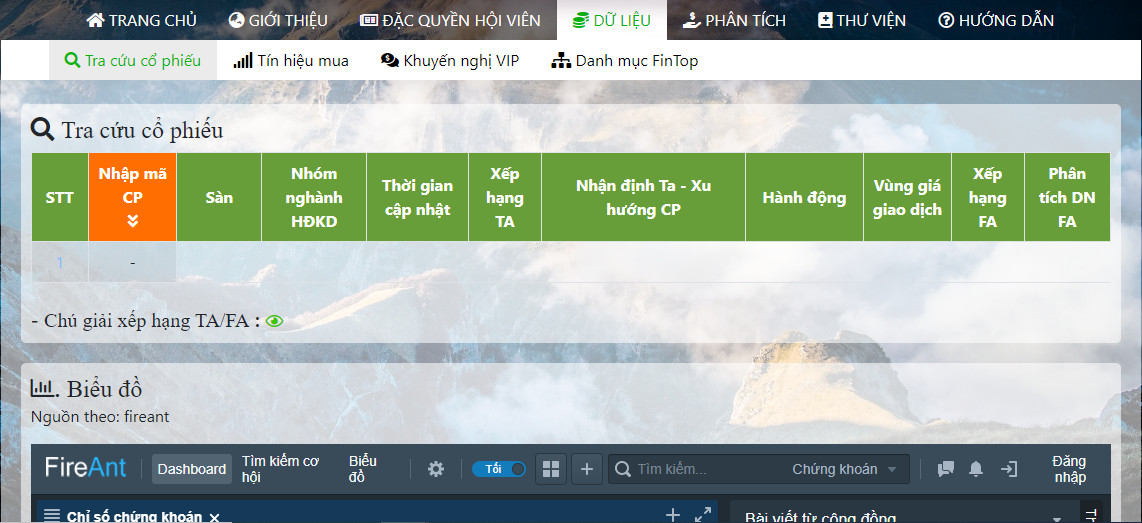 TRANG CHỦ GIỚI THIỆU ĐẶC QUYỀN HỘI VIÊN DỮ LIỆU PHÂN TÍCH THƯ VIỆN HƯỚNG DẪN
Tra cứu cổ phiếu Tín hiệu mua Khuyến nghị VIP Danh mục FinTop
Tra cứu cổ phiếu
STT
Nhập mã
CP
Sàn
Nhóm
nghành
HĐKD
Thời gian
cập nhật
Xếp
hạng
TA
Nhận định Ta - Xu
hướng CP
Hành động
Vùng giá
giao dịch
Xếp
hạng
FA
Phân
tích DN
FA
1 -
- Chú giải xếp hạng TA/FA :
. Biểu đồ
Nguồn theo: fireant
FireAnt
Dashboard
Tìm kiếm cơ
hội
Biểu
đồ
Tối
Tìm kiếm...
Chứng khoán
Đăng
nhập
Chỉ số chứng khoán
Bài viết từ cộng đồng